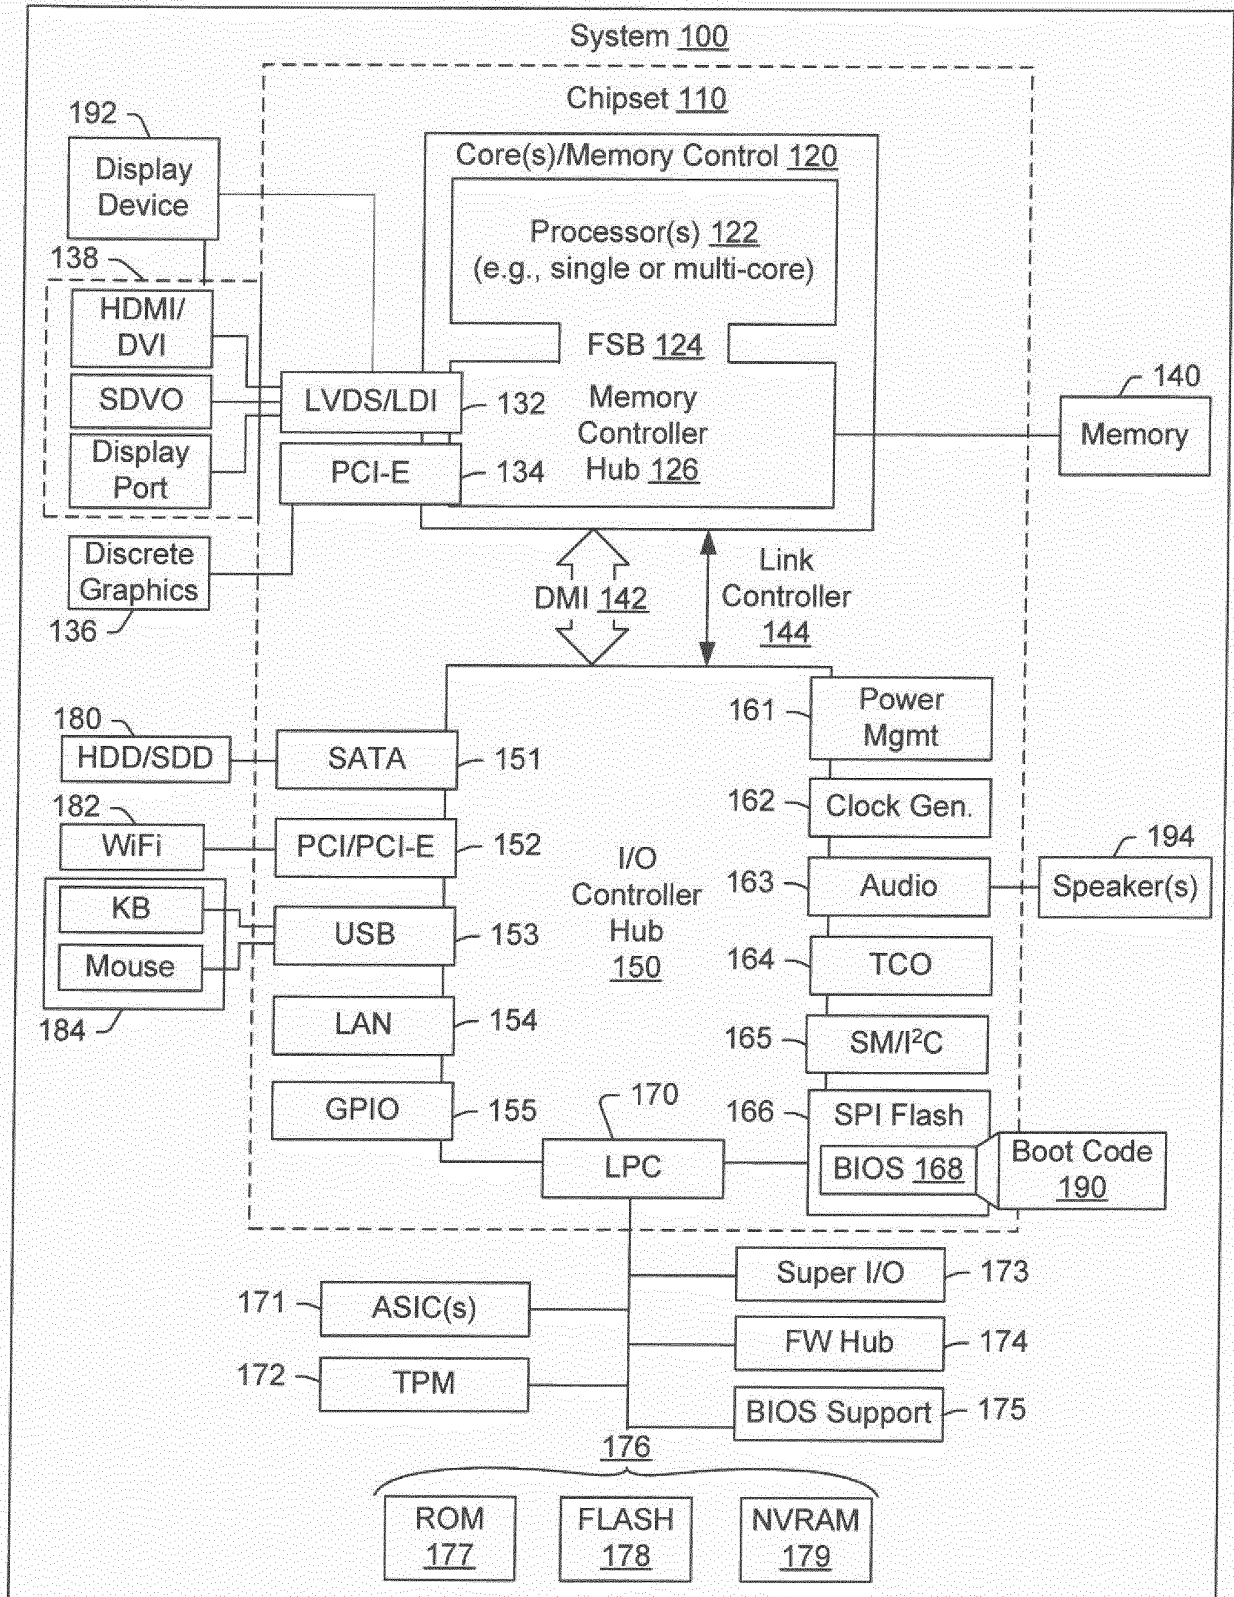 System 100
Chipset 110
192
Display
Device
Core(s)/Memory Control 120
Processor(s) 122
(e.g., single or multi-core)
138
HDMI/
DVI
SDVO
Display
Port
FSB 124
LVDS/LDI
132
PCI-E
134
Memory
Controller
Hub 126
140
Memory
Discrete
Graphics
136
DMI 142
Link
Controller
144
180
HDD/SDD
SATA
151
182
WiFi
PCI/PCI-E
152
KB
Mouse
184
USB
153
LAN
154
GPIO
155
I/O
Controller
Hub
150
161
Power
Mgmt
162
Clock Gen.
163
Audio
194
Speaker(s)
164
TCO
165
SM/I²C
166
SPI Flash
BIOS 168
Boot Code
190
170
LPC
171
ASIC(s)
172
TPM
Super I/O
173
FW Hub
174
BIOS Support
175
176
ROM
177
FLASH
178
NVRAM
179